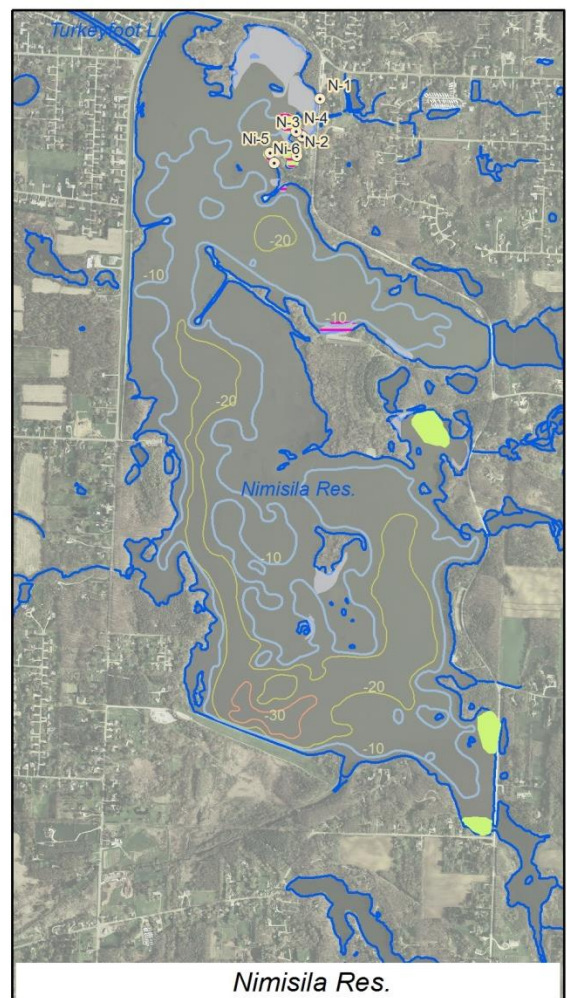 Turkeyfoot Lk
N-1
N-3
N-4
Ni-5
N-2
Ni-6
-20
-10
-10
-20
Nimisila Res.
-10
-20
-30
-10
Nimisila Res.